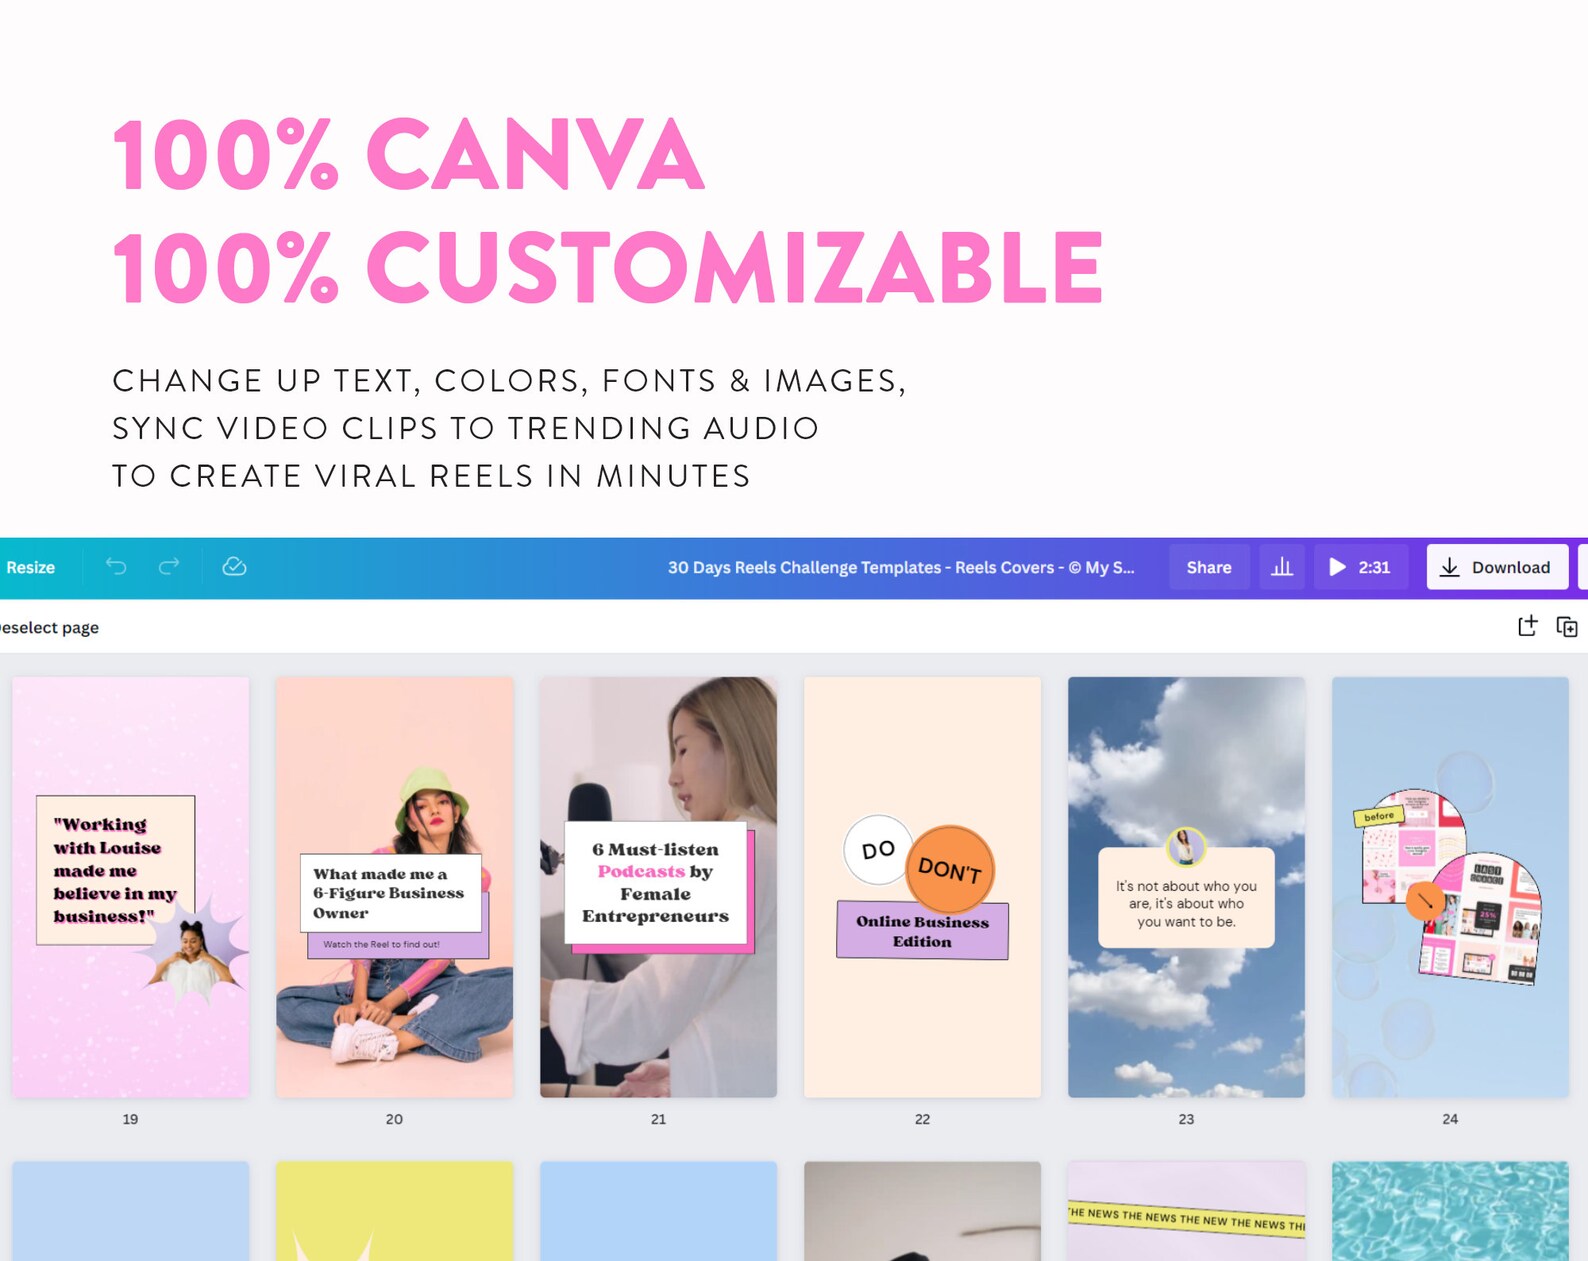 100% CANVA
100% CUSTOMIZABLE
CHANGE UP TEXT, COLORS, FONTS & IMAGES,
SYNC VIDEO CLIPS TO TRENDING AUDIO
TO CREATE VIRAL REELS IN MINUTES
Resize
30 Days Reels Challenge Templates - Reels Covers - © My S...
Share
2:31
Download
eselect page
"Working
with Louise
made me
believe in my
business!"
19
What made me a
6-Figure Business
Owner
Watch the Reel to find out!
20
6 Must-listen
Podcasts by
Female
Entrepreneurs
21
DO
DON'T
Online Business
Edition
22
It's not about who you
are, it's about who
you want to be.
23
before
LAST
CHANCE
25%
24
THE NEWS THE NEWS THE NEW THE NEWS TH